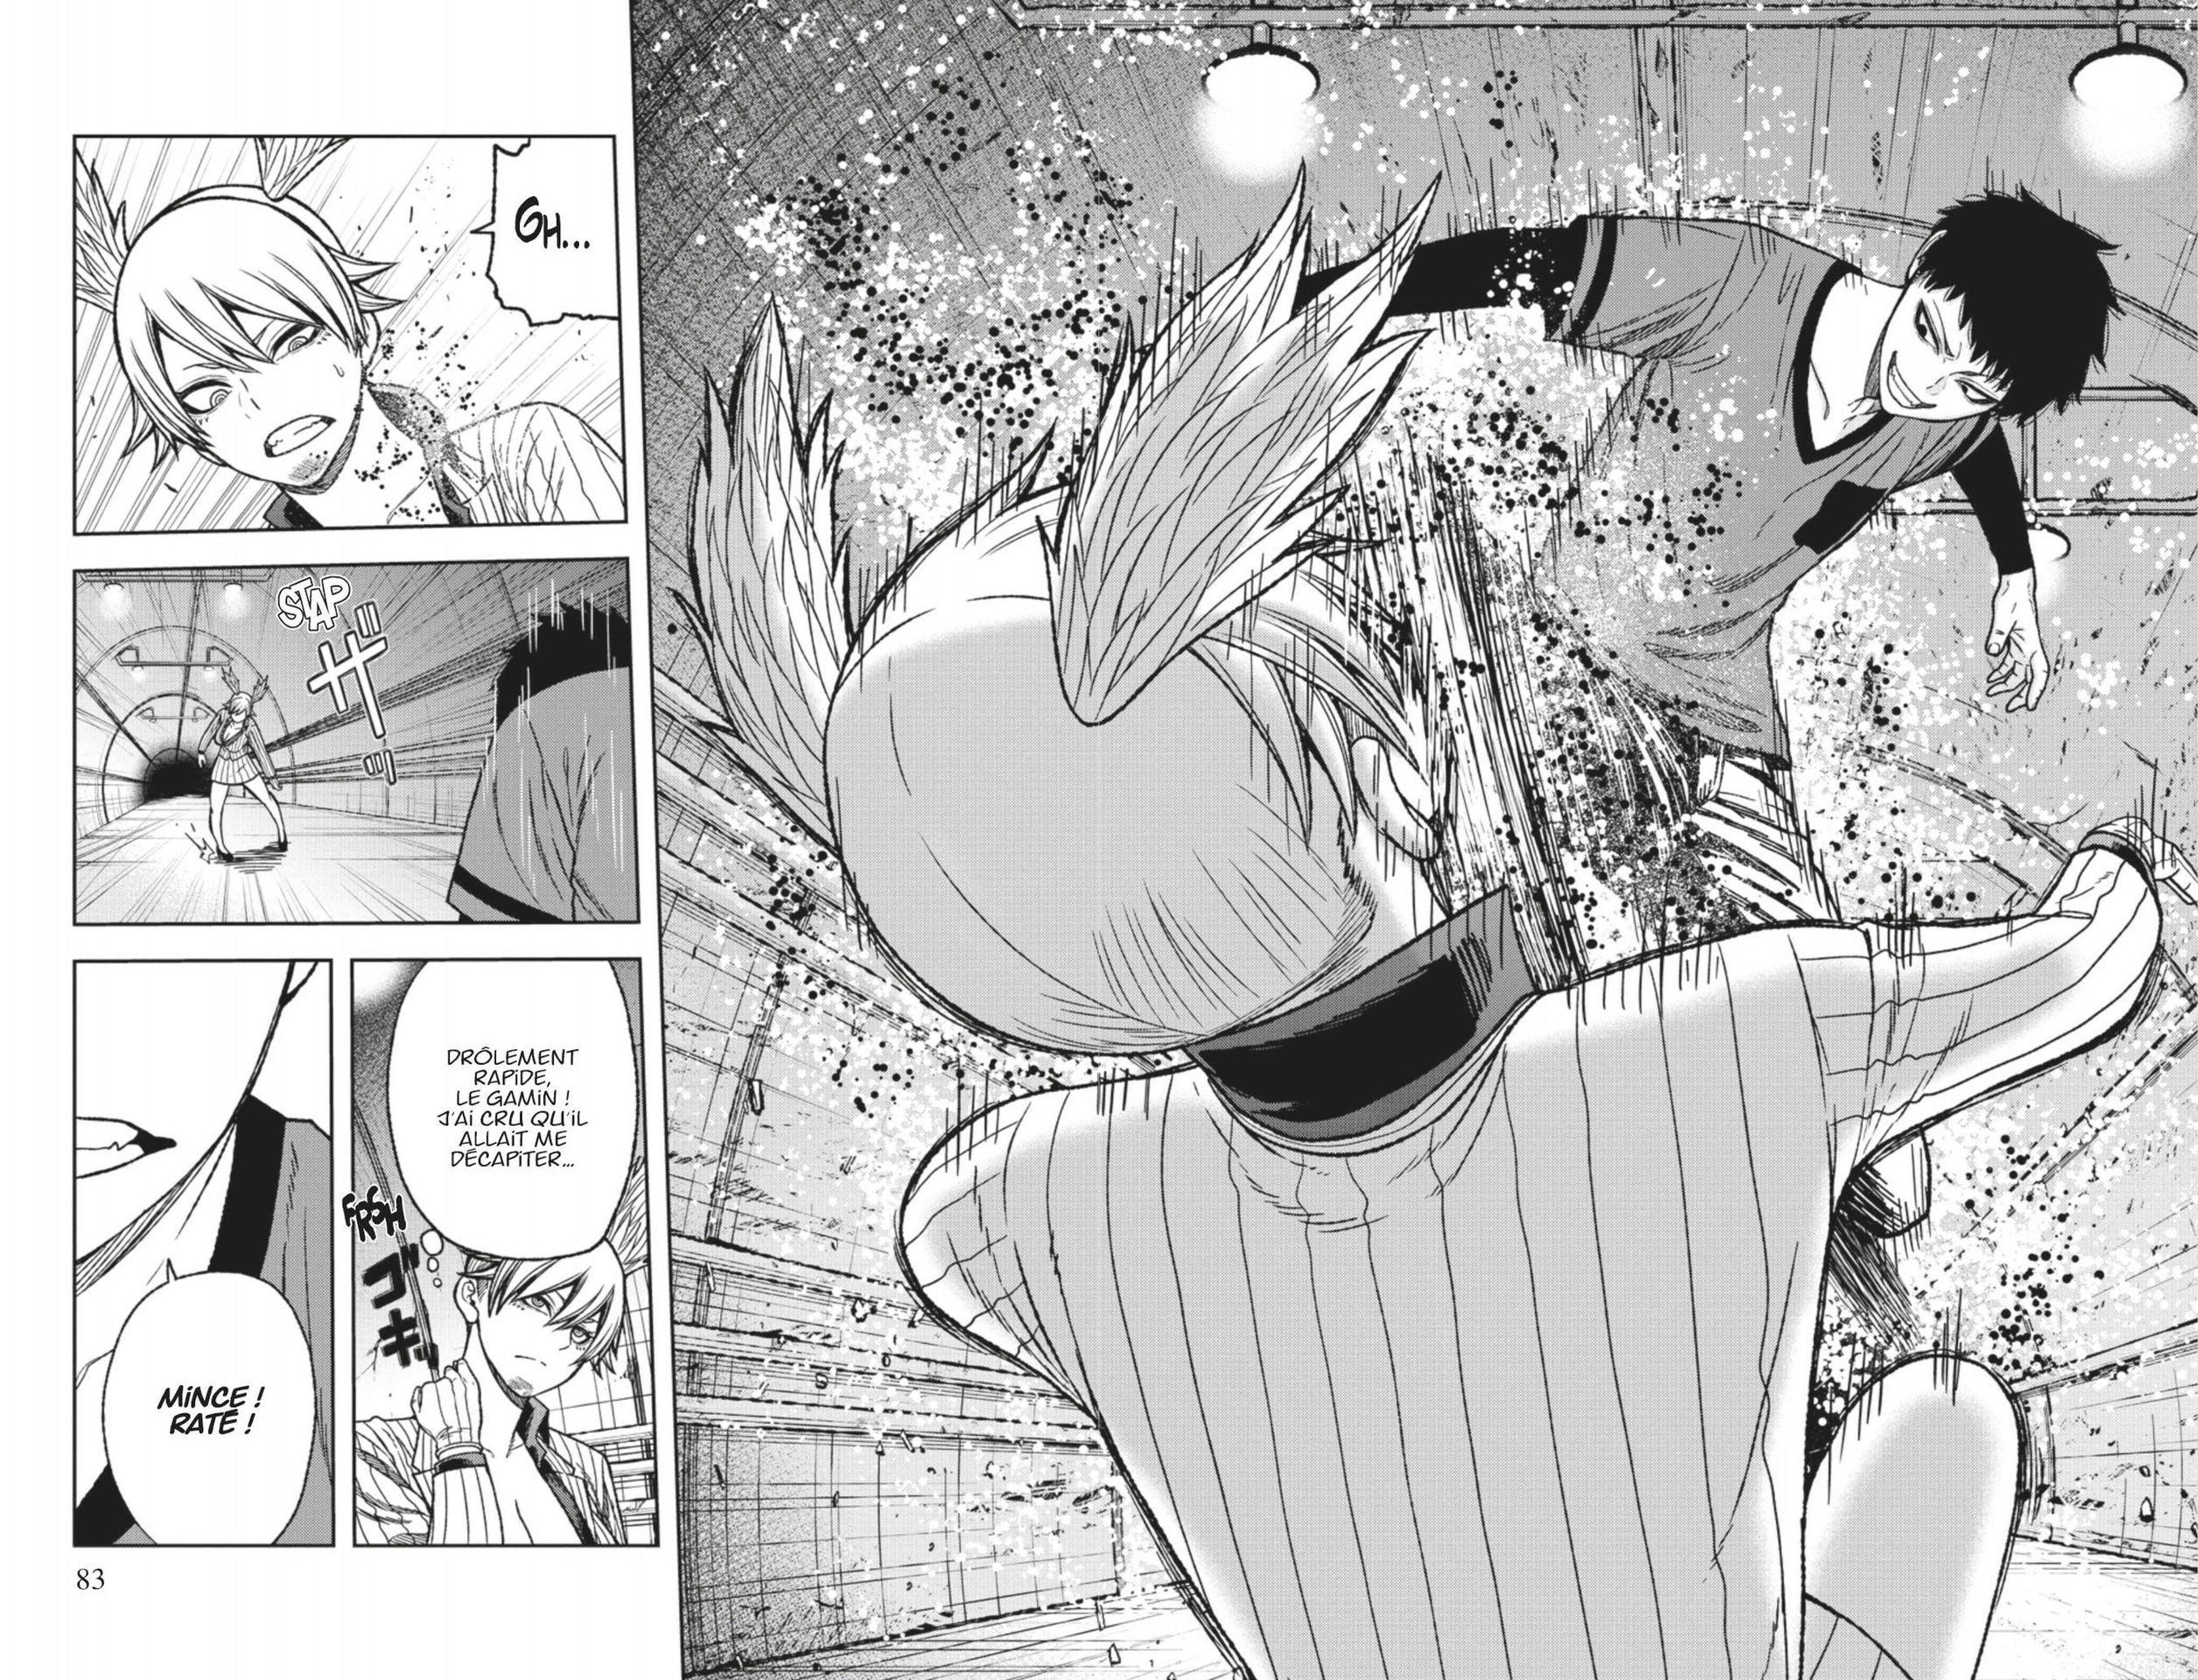 GH...
STAP
ザッ
DRÔLEMENT
RAPIDE,
LE GAMIN !
J'AI CRU QU'IL
ALLAIT ME
DÉCAPITER...
FRSH
ゴキ
MINCE !
RATÉ !
83